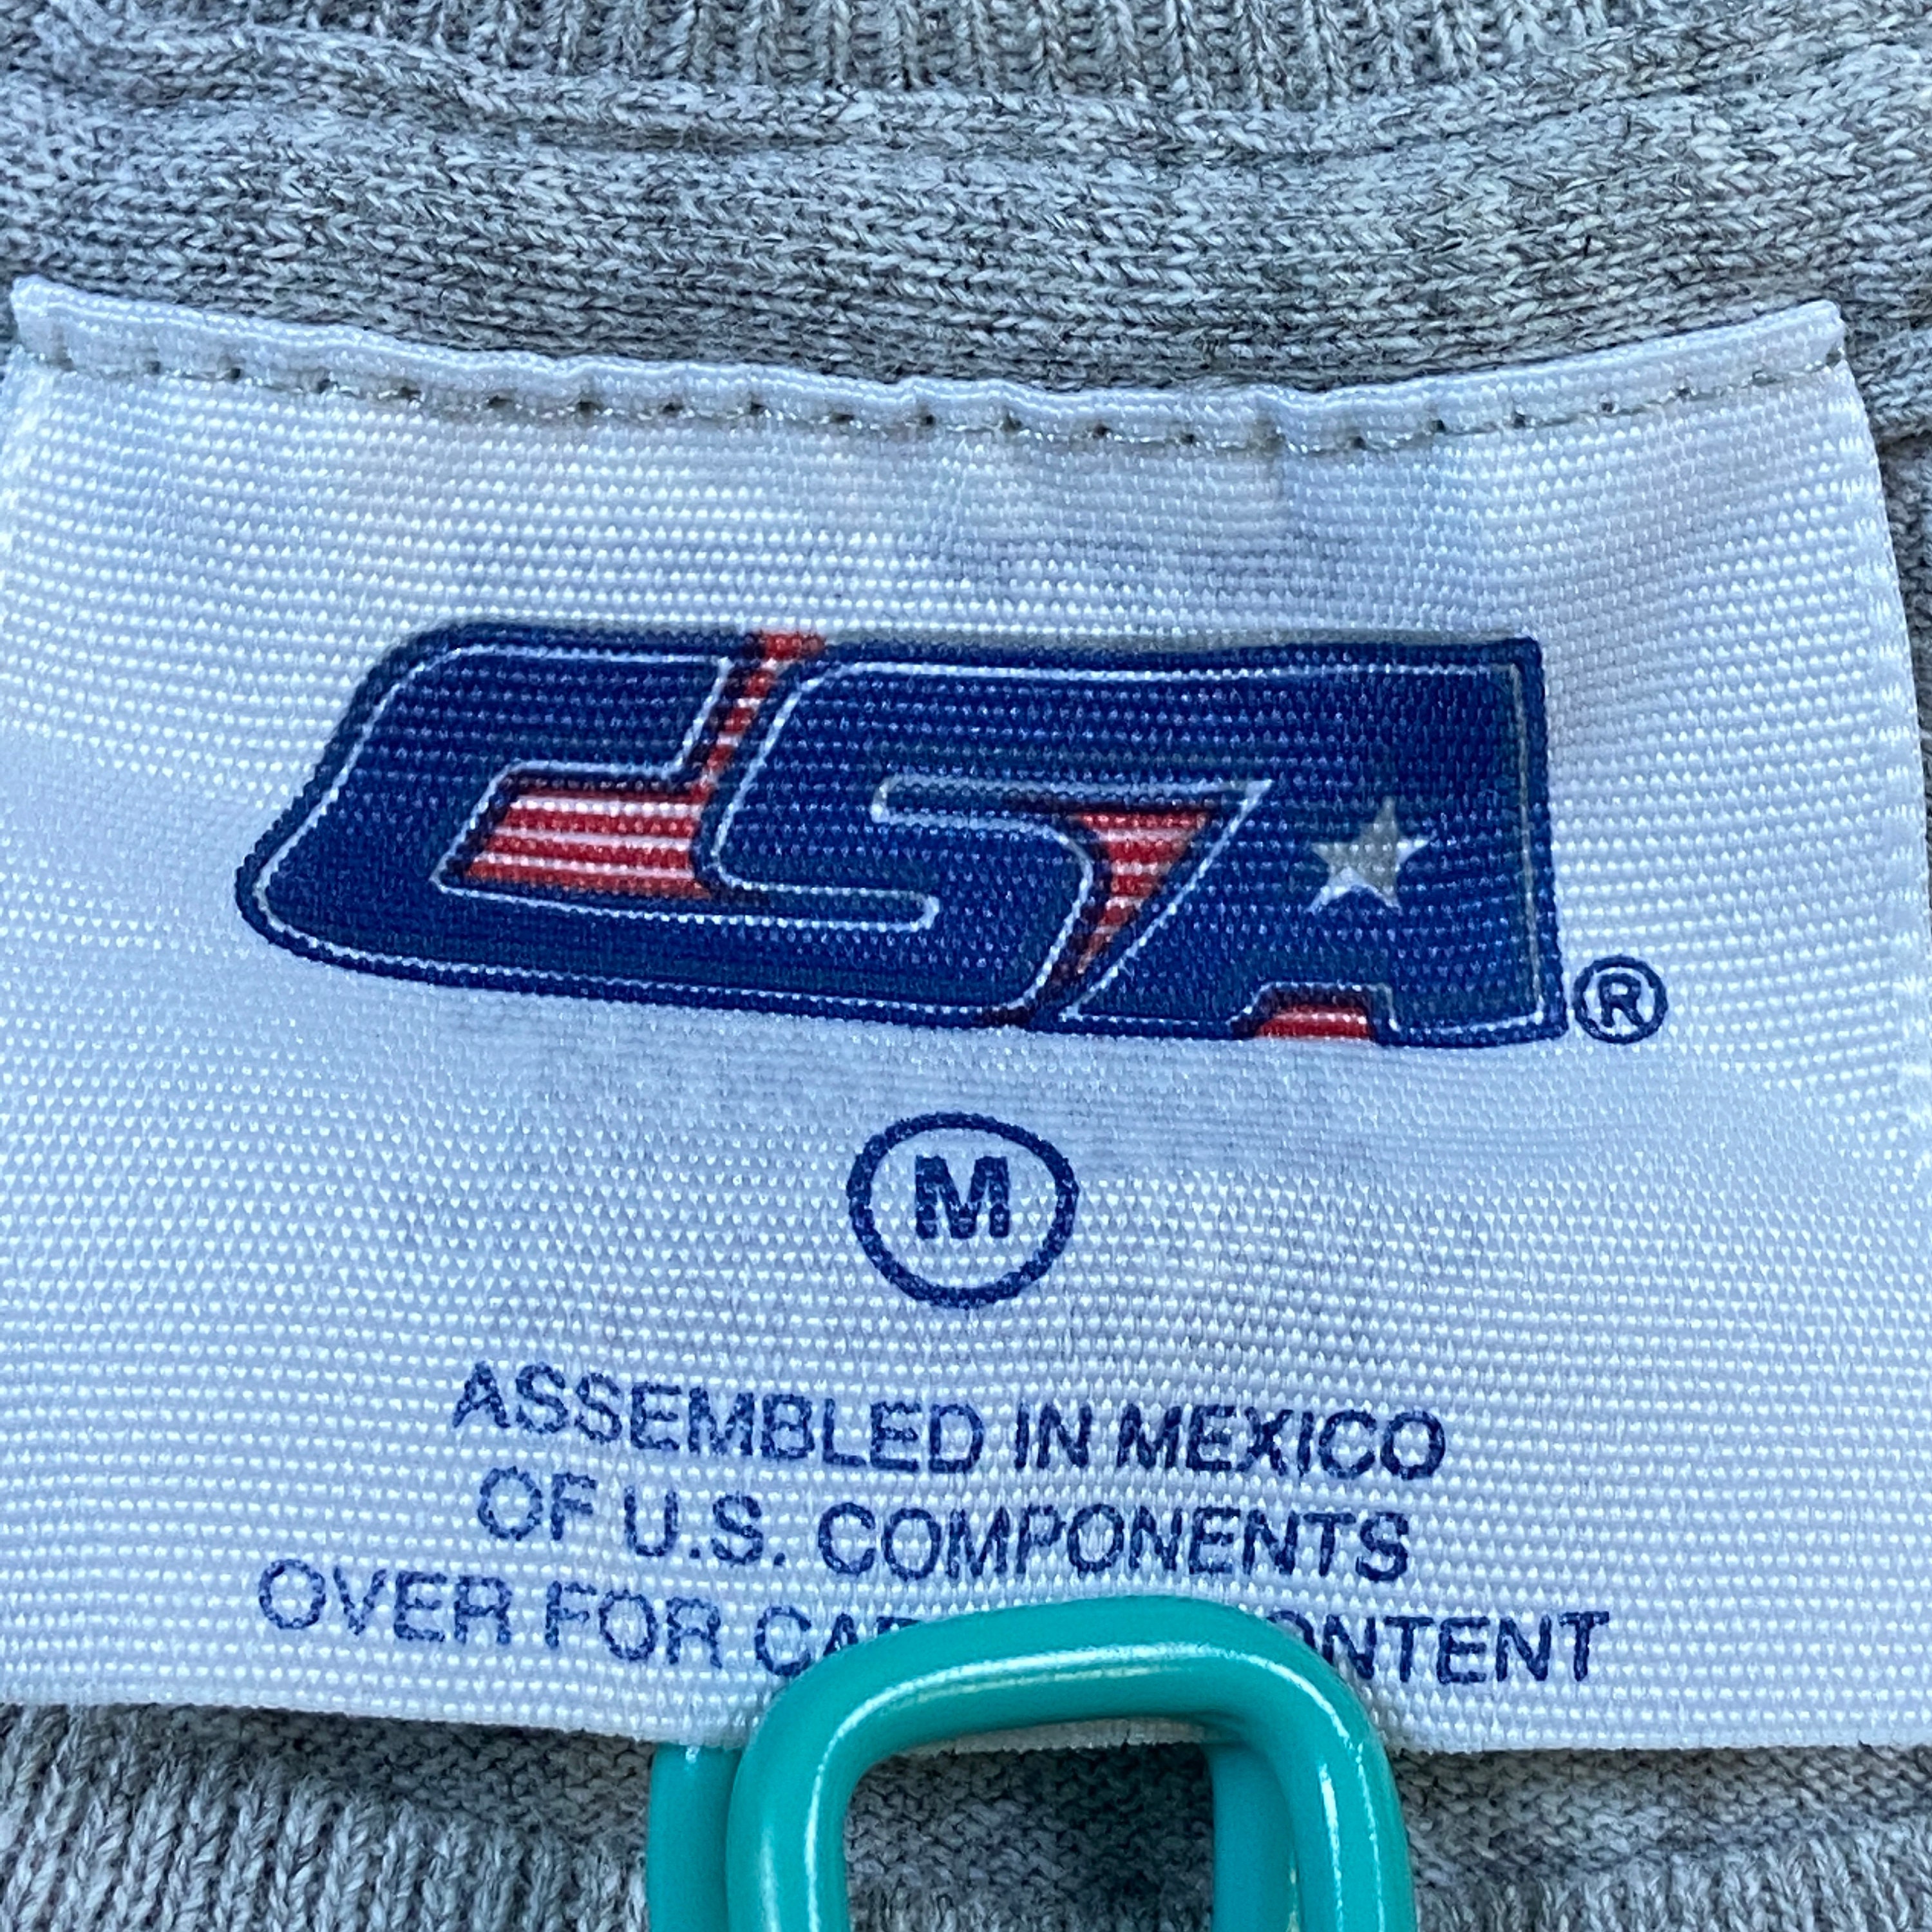 CSA ®
M
ASSEMBLED IN MEXICO
OF U.S. COMPONENTS
OVER FOR